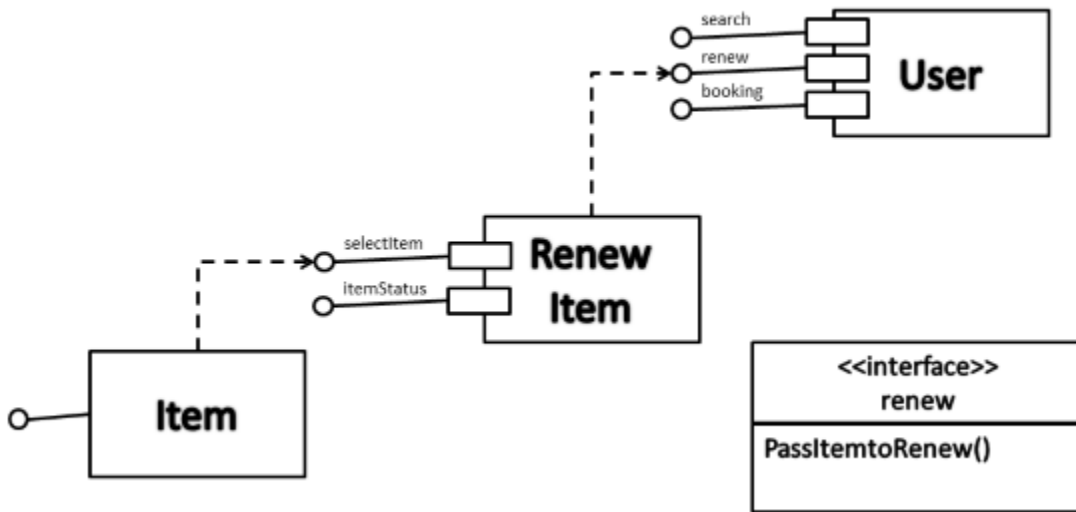 search
renew
booking
User
selectItem
itemStatus
Renew
Item
Item
<<interface>>
renew
PassItemtoRenew()